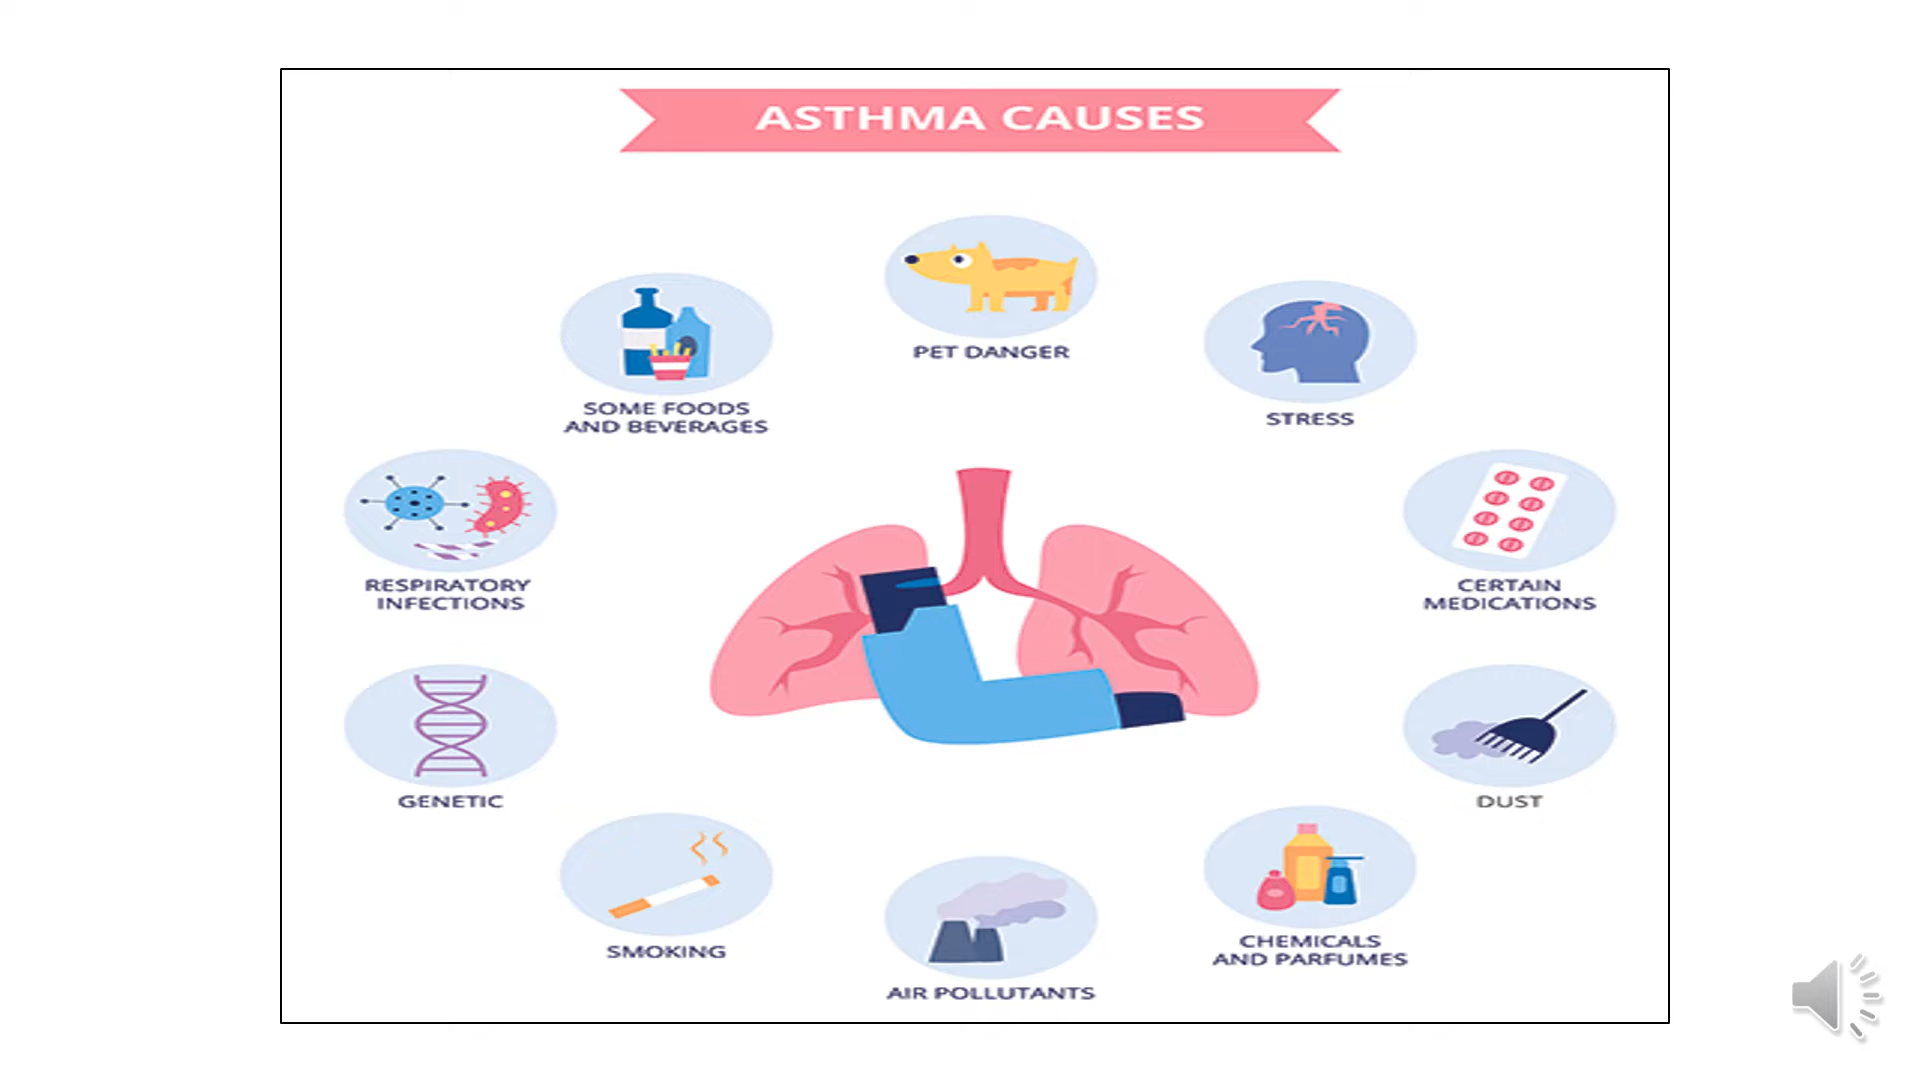 ASTHMA CAUSES
PET DANGER
SOME FOODS
AND BEVERAGES
STRESS
RESPIRATORY
INFECTIONS
CERTAIN
MEDICATIONS
GENETIC
DUST
SMOKING
CHEMICALS
AND PARFUMES
AIR POLLUTANTS